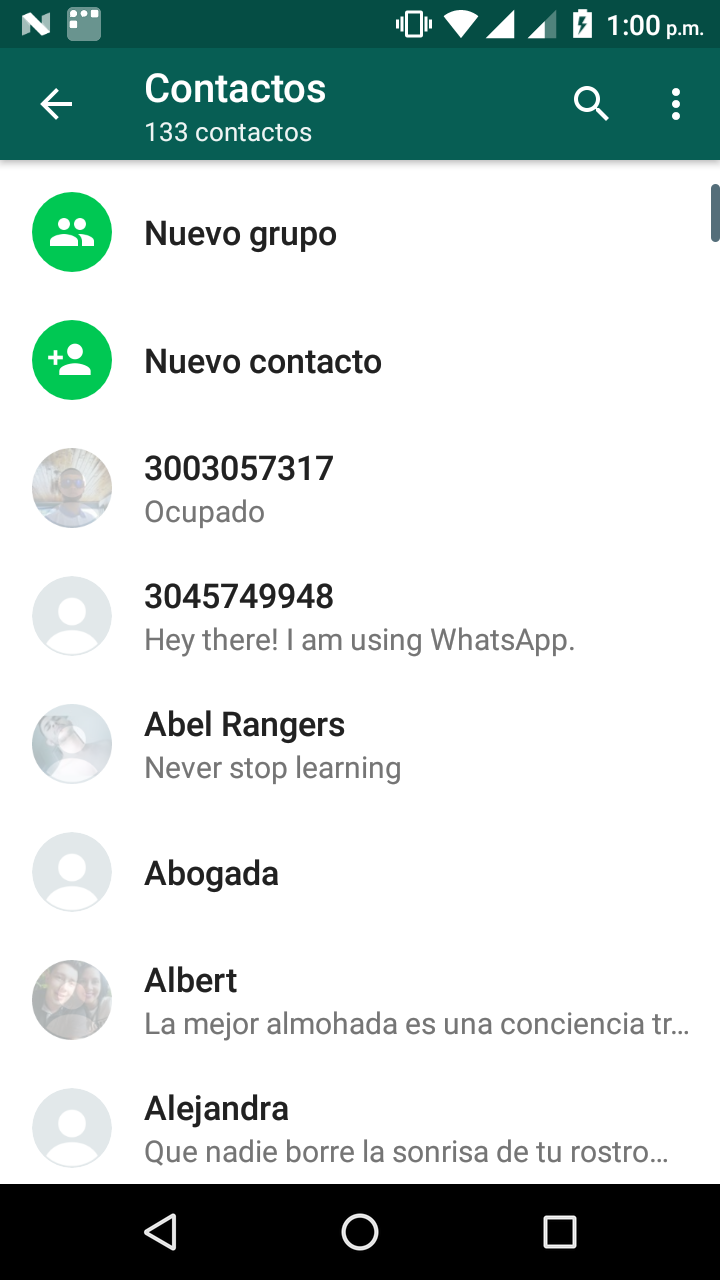 1:00 p.m.
Contactos
133 contactos
Nuevo grupo
Nuevo contacto
3003057317
Ocupado
3045749948
Hey there! I am using WhatsApp.
Abel Rangers
Never stop learning
Abogada
Albert
La mejor almohada es una conciencia tr...
Alejandra
Que nadie borre la sonrisa de tu rostro...